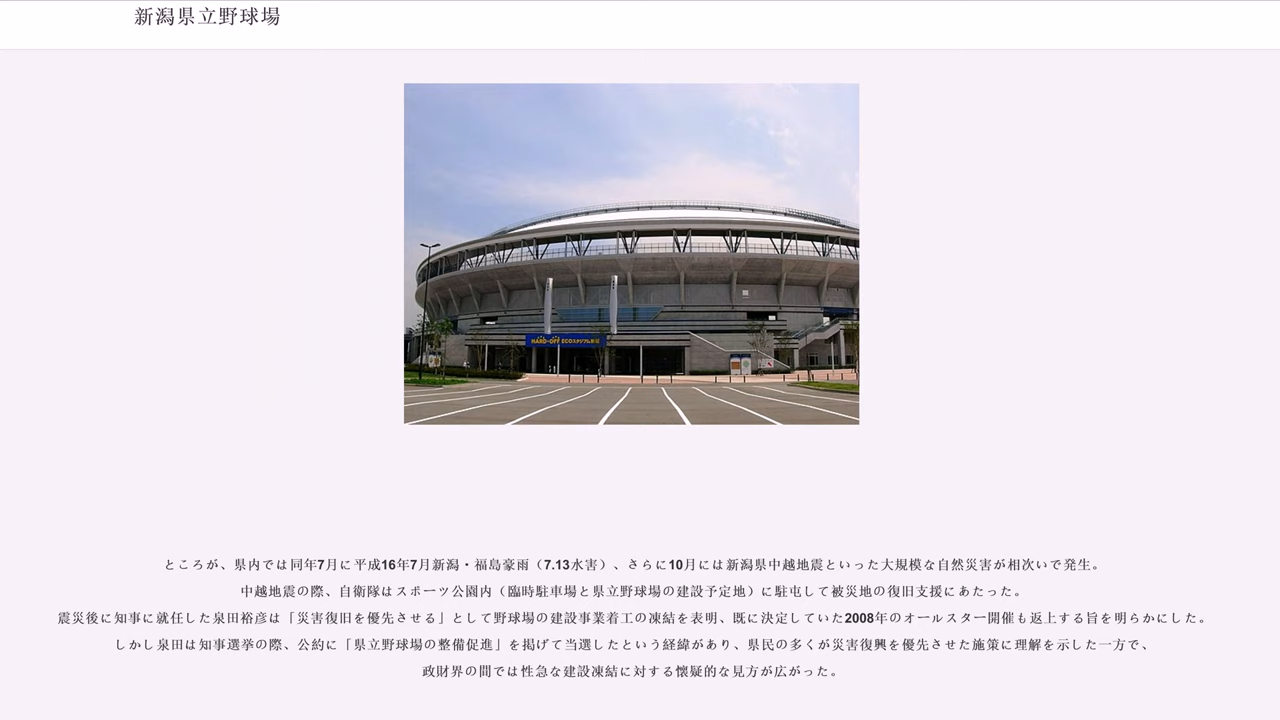 新潟県立野球場
HARD-OFF ECOスタジアム新潟
ところが、県内では同年7月に平成16年7月新潟・福島豪雨（7.13水害）、さらに10月には新潟県中越地震といった大規模な自然災害が相次いで発生。
中越地震の際、自衛隊はスポーツ公園内（臨時駐車場と県立野球場の建設予定地）に駐屯して被災地の復旧支援にあたった。
震災後に知事に就任した泉田裕彦は「災害復旧を優先させる」として野球場の建設事業着工の凍結を表明、既に決定していた2008年のオールスター開催も返上する旨を明らかにした。
しかし泉田は知事選挙の際、公約に「県立野球場の整備促進」を掲げて当選したという経緯があり、県民の多くが災害復興を優先させた施策に理解を示した一方で、
政財界の間では性急な建設凍結に対する懐疑的な見方が広がった。